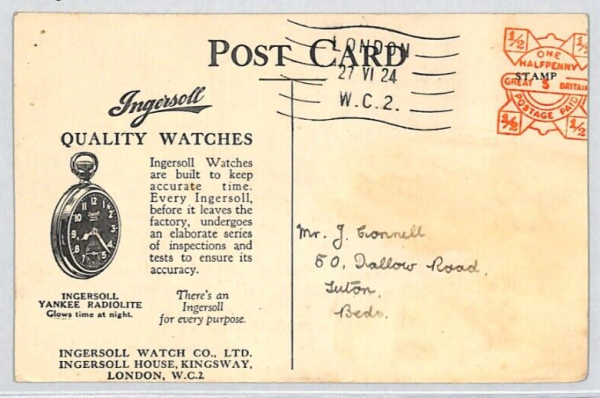 POST CARD
LONDON
27 VI 24
W.C.2.
1/2 1/2
ONE
HALFPENNY
STAMP
GREAT S BRITAIN
POSTAGE PAID
1/2 1/2
Ingersoll
QUALITY WATCHES
Ingersoll Watches
are built to keep
accurate time.
Every Ingersoll,
before it leaves the
factory, undergoes
an elaborate series
of inspections and
tests to ensure its
accuracy.
INGERSOLL
YANKEE RADIOLITE
Glows time at night.
There's an
Ingersoll
for every purpose.
INGERSOLL WATCH CO., LTD.
INGERSOLL HOUSE, KINGSWAY,
LONDON, W.C.2
Mr. J. Connell
50, Dallow Road,
Luton,
Beds.